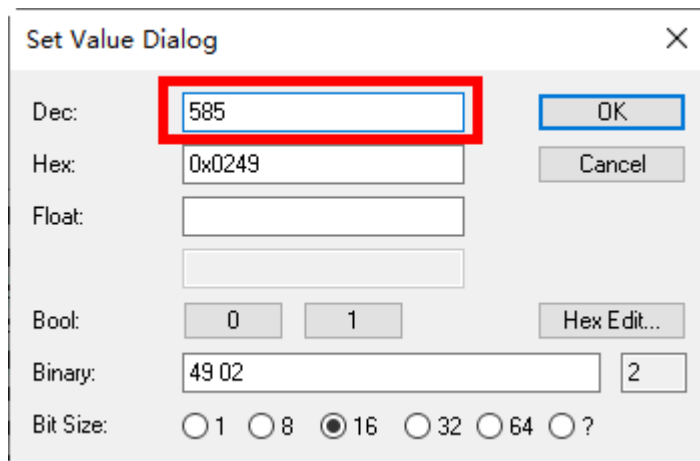 Set Value Dialog
Dec: 585 OK
Hex: 0x0249 Cancel
Float:
Bool: 0 1 Hex Edit...
Binary: 49 02 2
Bit Size: 1 8 16 32 64 ?